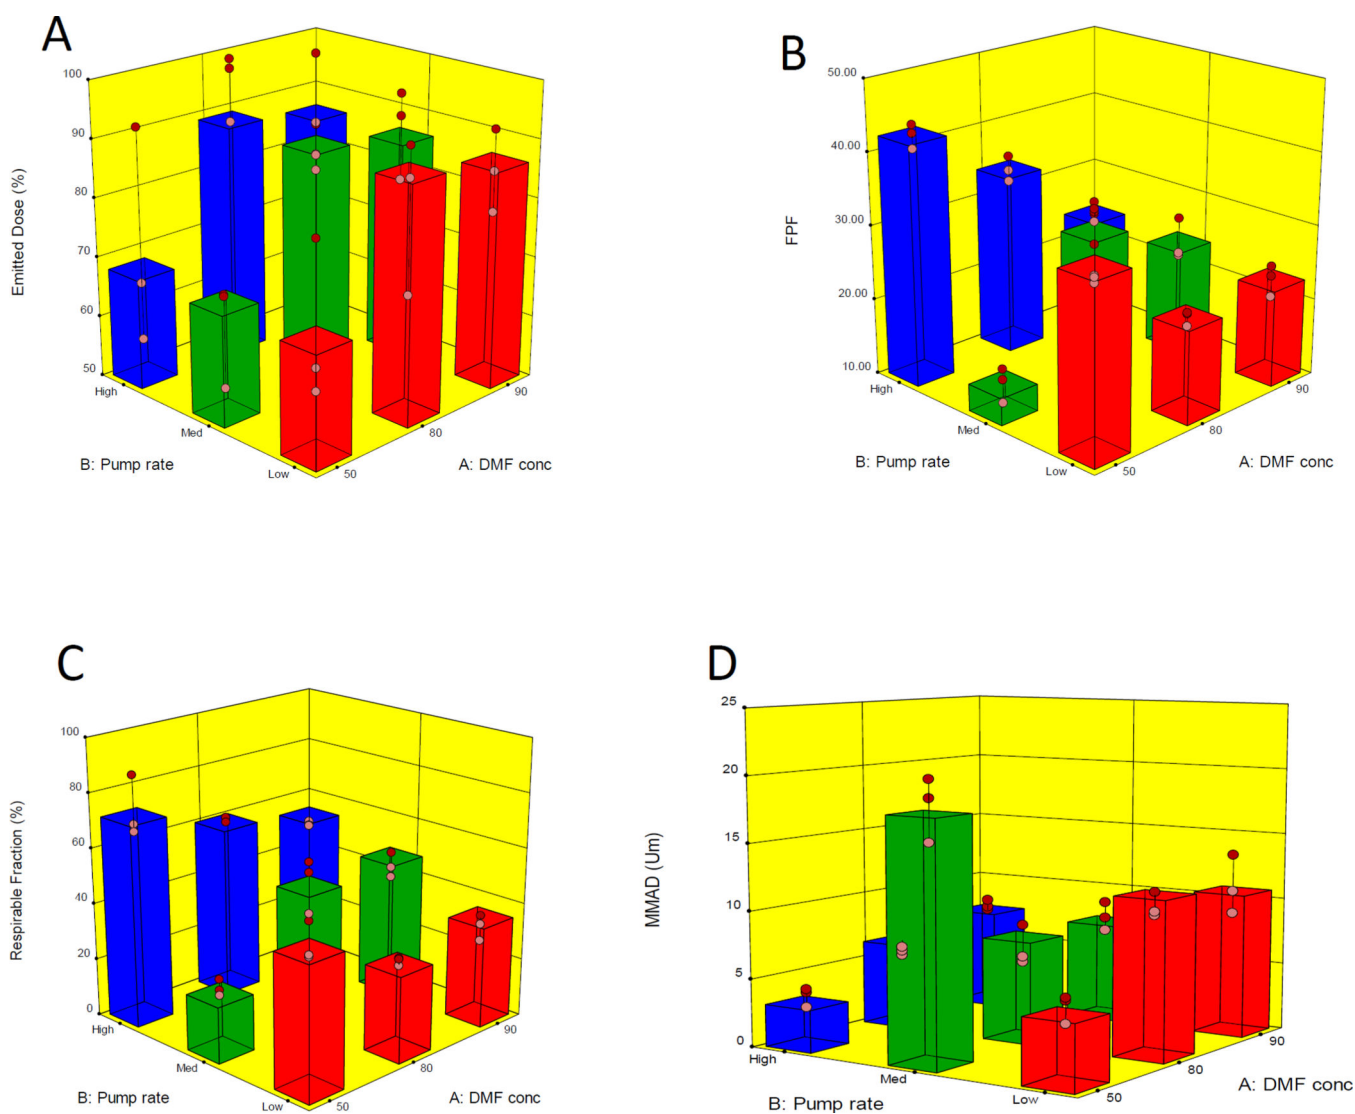 A
100
90
80
70
60
50
Emitted Dose (%)
High
Med
Low
B: Pump rate
50
80
90
A: DMF conc
B
50.00
40.00
30.00
20.00
10.00
FPF
High
Med
Low
B: Pump rate
50
80
90
A: DMF conc
C
100
80
60
40
20
0
Respirable Fraction (%)
High
Med
Low
B: Pump rate
50
80
90
A: DMF conc
D
25
20
15
10
5
0
MMAD (Um)
High
Med
Low
B: Pump rate
50
80
90
A: DMF conc